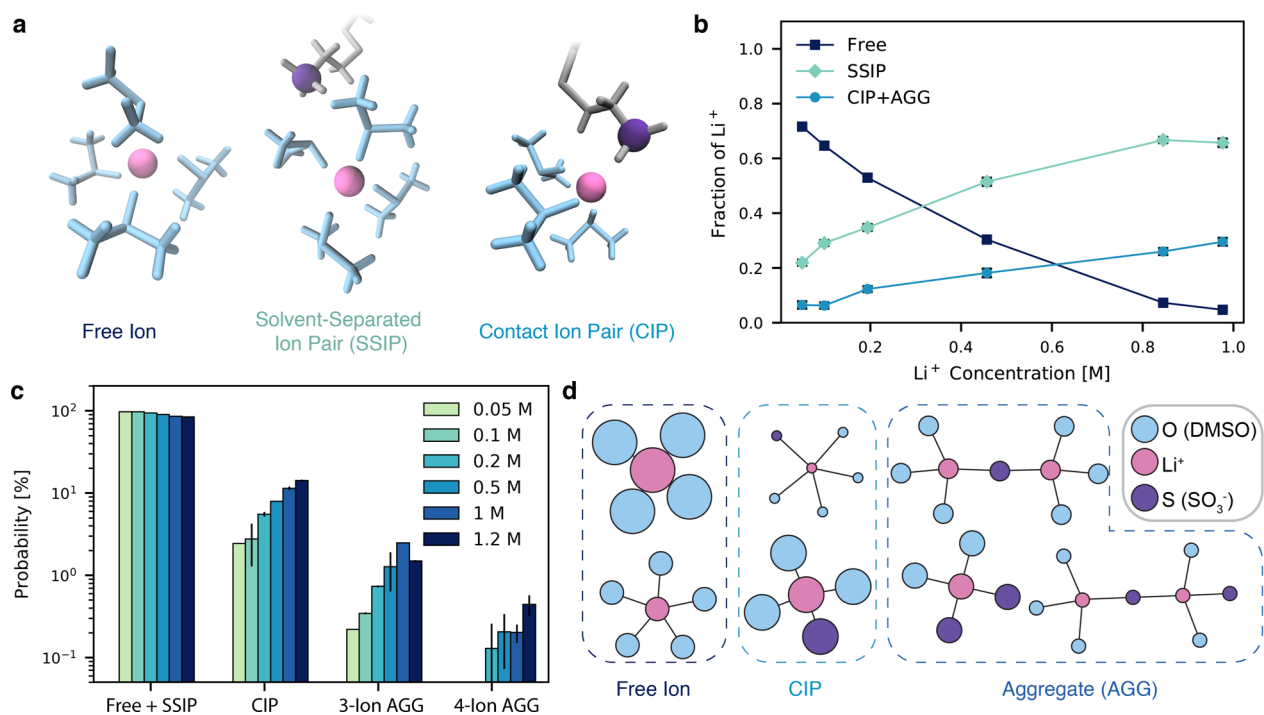 a
Free Ion
Solvent-Separated
Ion Pair (SSIP)
Contact Ion Pair (CIP)
b
Fraction of Li⁺
1.0
0.8
0.6
0.4
0.2
0.0
Free
SSIP
CIP+AGG
0.2
0.4
0.6
0.8
1.0
Li⁺ Concentration [M]
c
Probability [%]
10²
10¹
10⁰
10⁻¹
0.05 M
0.1 M
0.2 M
0.5 M
1 M
1.2 M
Free + SSIP
CIP
3-Ion AGG
4-Ion AGG
d
O (DMSO)
Li⁺
S (SO₃⁻)
Free Ion
CIP
Aggregate (AGG)